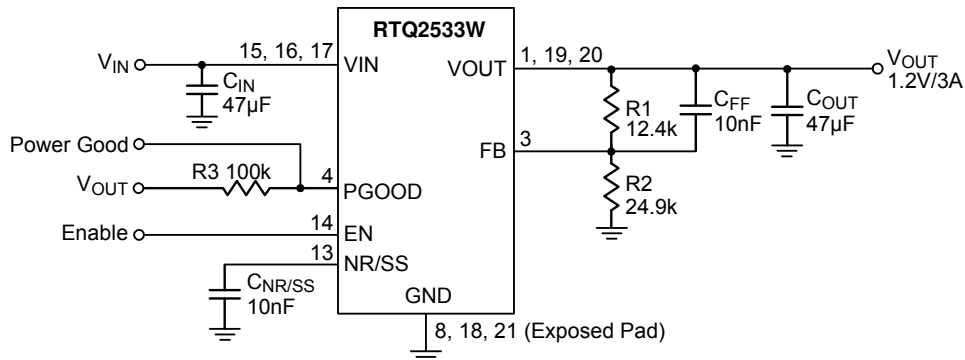 RTQ2533W
VIN
15, 16, 17
VIN
CIN
47µF
VOUT
1, 19, 20
VOUT
1.2V/3A
R1
12.4k
CFF
10nF
COUT
47µF
FB
3
R2
24.9k
Power Good
VOUT
R3 100k
4
PGOOD
Enable
14
EN
13
NR/SS
CNR/SS
10nF
GND
8, 18, 21 (Exposed Pad)